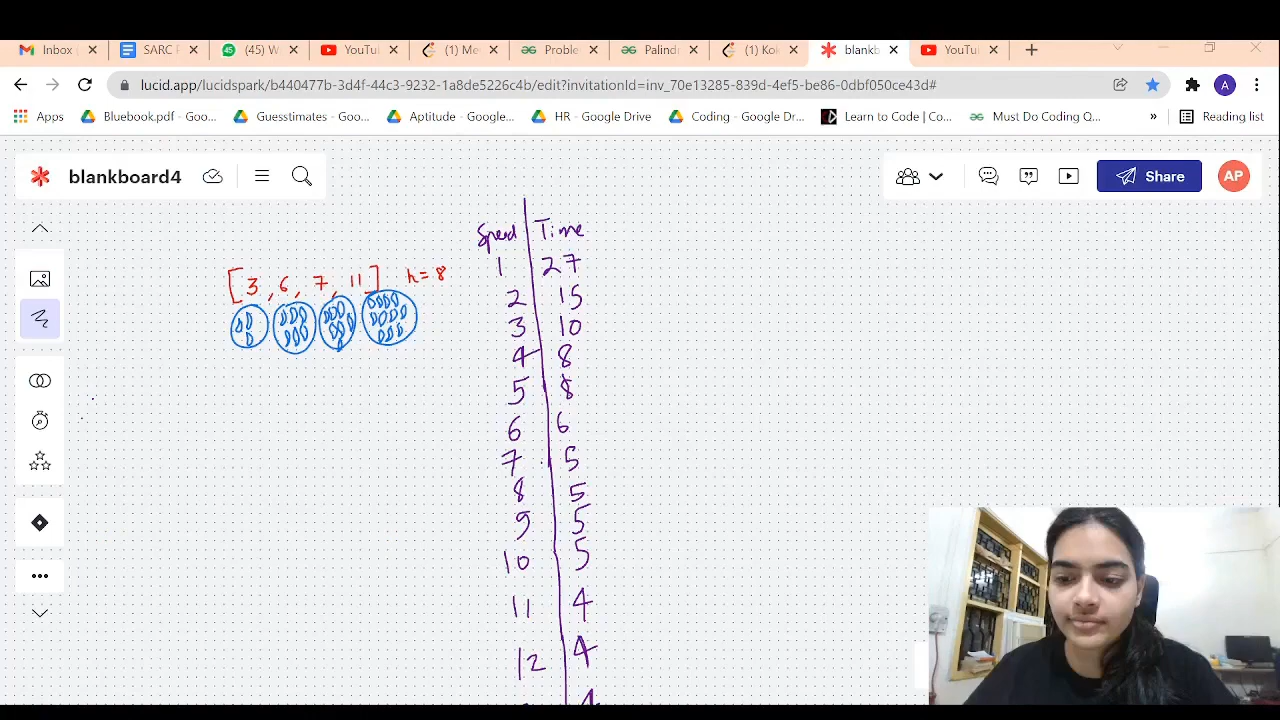 Inbox (
SARC F
(45) W
YouTu
(1) Me
Proble
Palind
(1) Kol
blankb
YouTu
lucid.app/lucidspark/b440477b-3d4f-44c3-9232-1a8de5226c4b/edit?invitationId=inv_70e13285-839d-4ef5-be86-0dbf050ce43d#
A
Apps
BlueBook.pdf - Goo...
Guesstimates - Goo...
Aptitude - Google...
HR - Google Drive
Coding - Google Dr...
Learn to Code | Co...
Must Do Coding Q...
»
Reading list
blankboard4
Share
AP
Speed Time
[3, 6, 7, 11] h=8
1 27
2 15
3 10
4 8
5 8
6 6
7 5
8 5
9 5
10 5
11 4
12 4
4